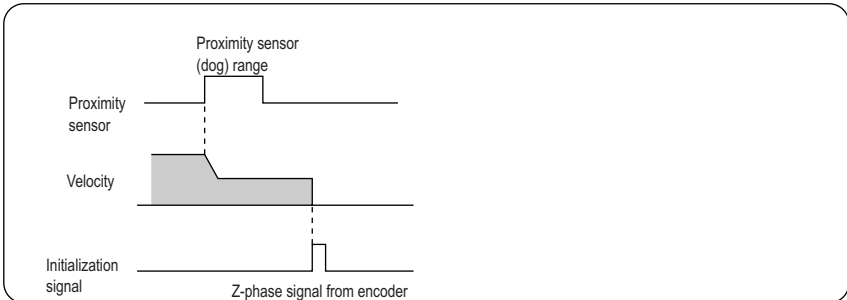 Proximity sensor
(dog) range
Proximity
sensor
Velocity
Initialization
signal
Z-phase signal from encoder